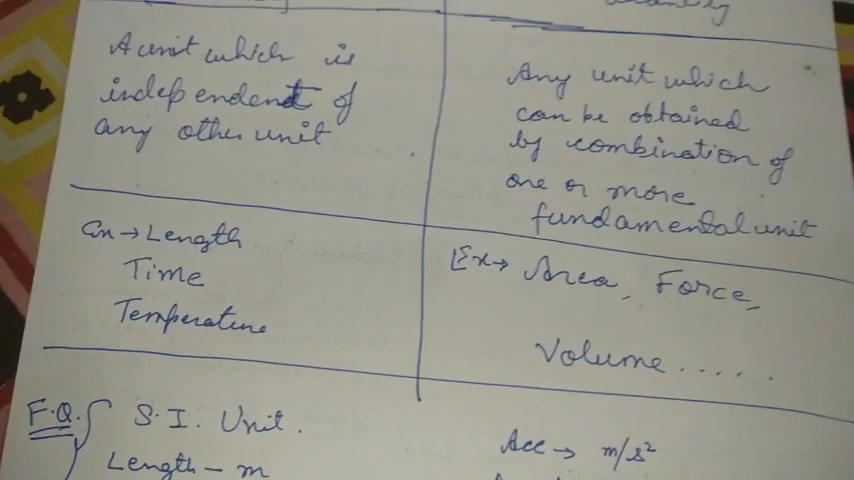 A unit which is
independent of
any other unit
Any unit which
can be obtained
by combination of
one or more
fundamental unit
Ex → Length
Time
Temperature
Ex → Area, Force,
Volume.....
F.Q. S.I. Unit.
Length - m
Acc → m/s²